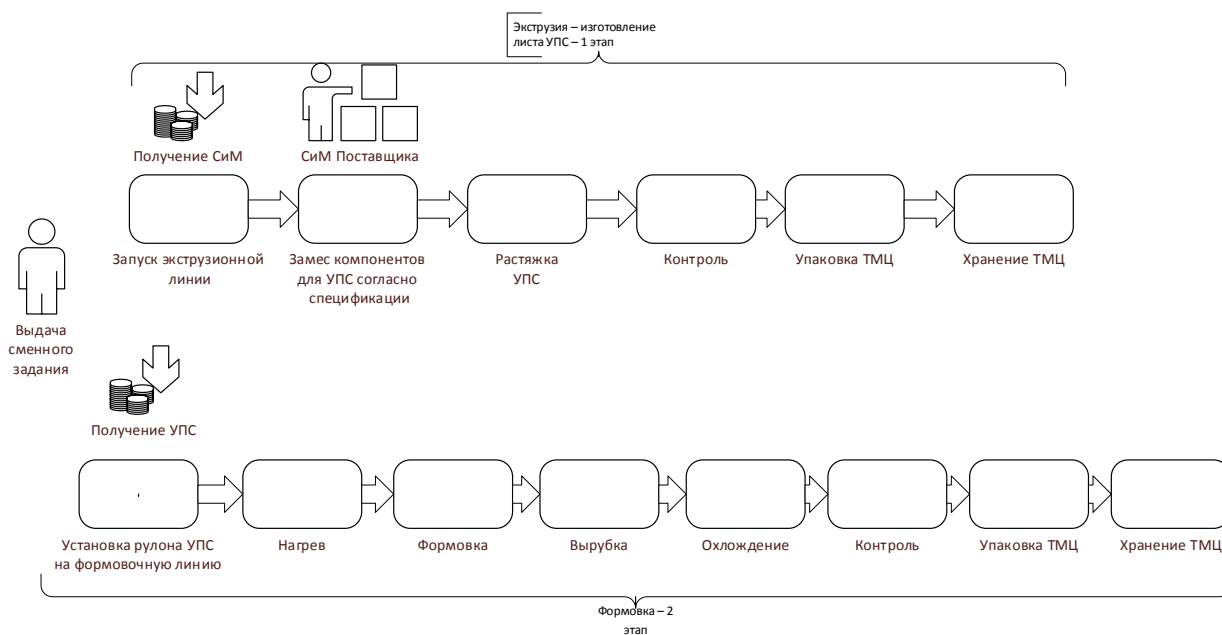 Экструзия – изготовление
листа УПС – 1 этап
Получение СиМ
СиМ Поставщика
Запуск экструзионной
линии
Замес компонентов
для УПС согласно
спецификации
Растяжка
УПС
Контроль
Упаковка ТМЦ
Хранение ТМЦ
Выдача
сменного
задания
Получение УПС
Установка рулона УПС
на формовочную линию
Нагрев
Формовка
Вырубка
Охлождение
Контроль
Упаковка ТМЦ
Хранение ТМЦ
Формовка – 2
этап